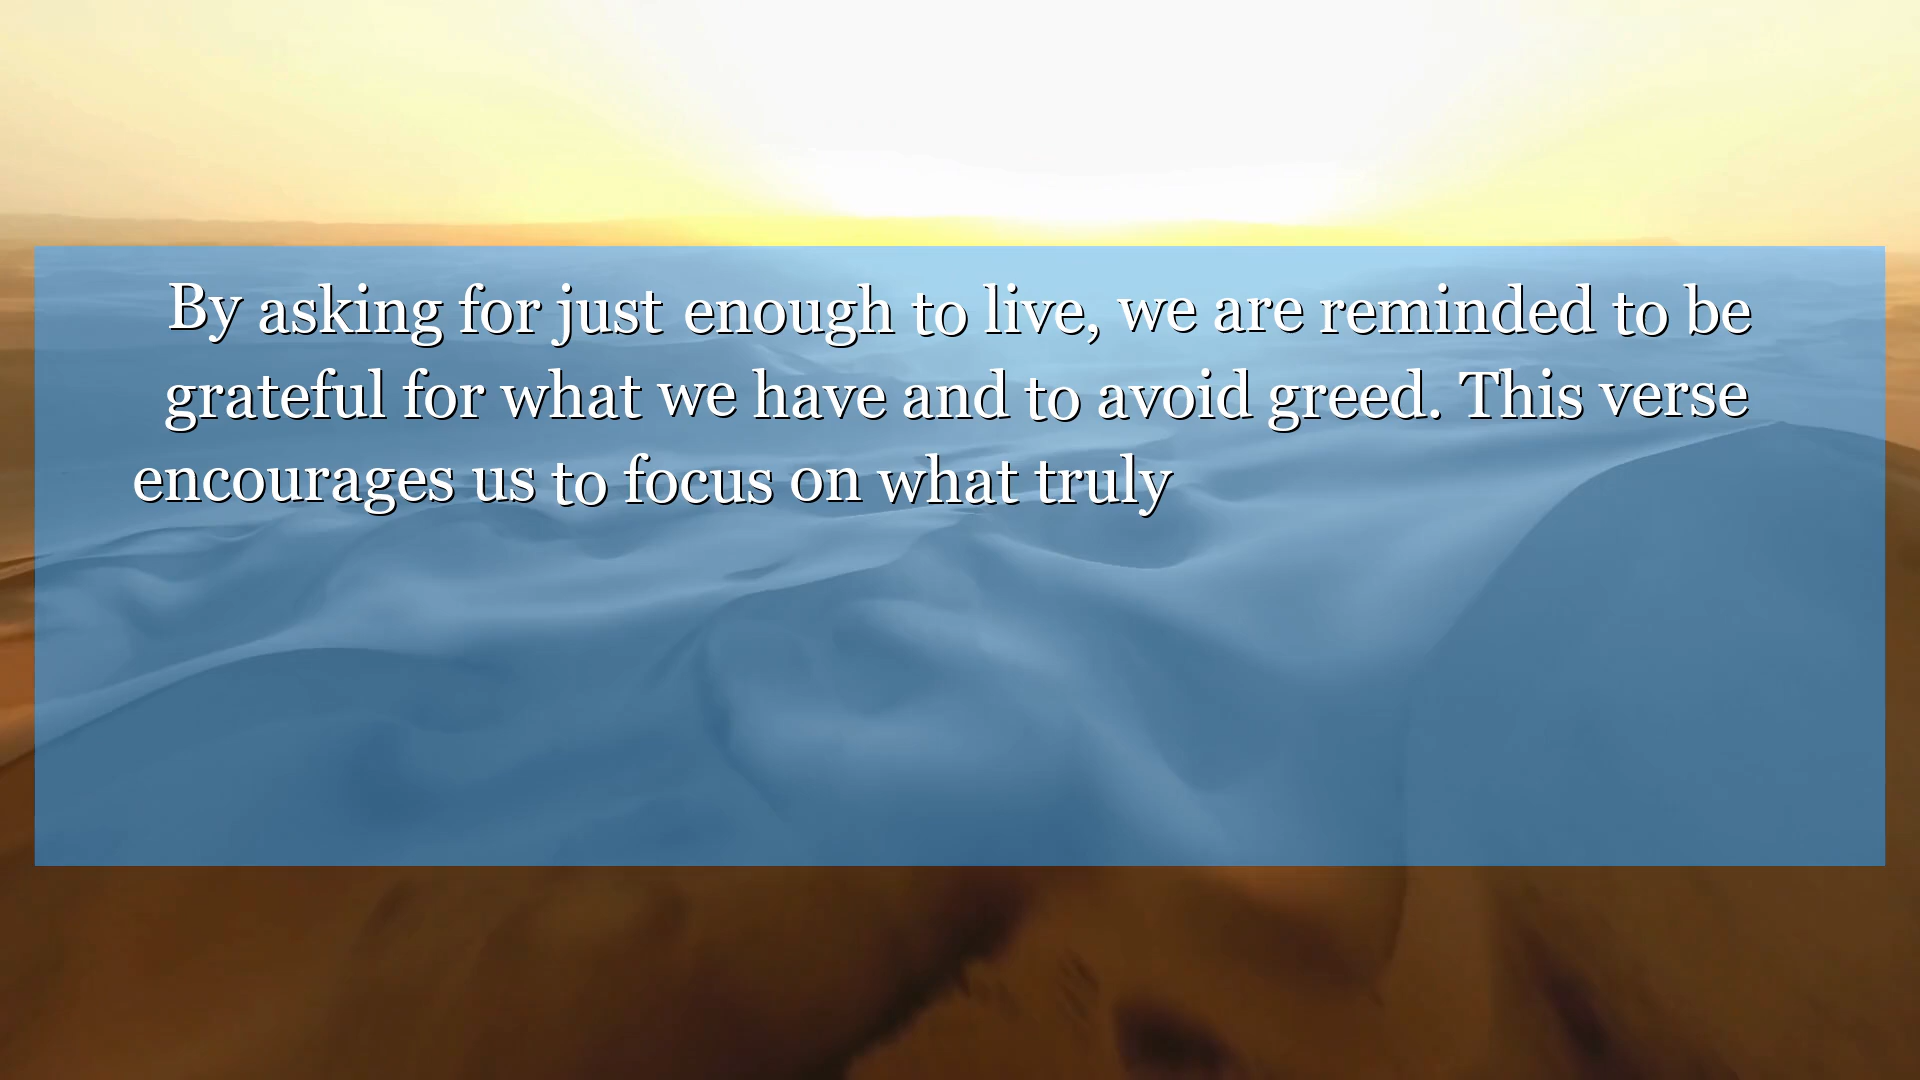 By asking for just enough to live, we are reminded to be
grateful for what we have and to avoid greed. This verse
encourages us to focus on what truly